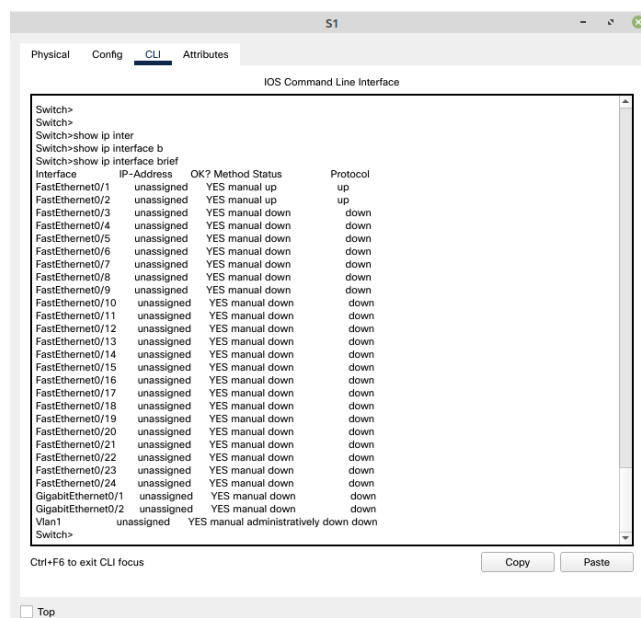 S1
Physical Config CLI Attributes
IOS Command Line Interface
Switch>
Switch>
Switch>show ip inter
Switch>show ip interface b
Switch>show ip interface brief
Interface IP-Address OK? Method Status Protocol
FastEthernet0/1 unassigned YES manual up up
FastEthernet0/2 unassigned YES manual up up
FastEthernet0/3 unassigned YES manual down down
FastEthernet0/4 unassigned YES manual down down
FastEthernet0/5 unassigned YES manual down down
FastEthernet0/6 unassigned YES manual down down
FastEthernet0/7 unassigned YES manual down down
FastEthernet0/8 unassigned YES manual down down
FastEthernet0/9 unassigned YES manual down down
FastEthernet0/10 unassigned YES manual down down
FastEthernet0/11 unassigned YES manual down down
FastEthernet0/12 unassigned YES manual down down
FastEthernet0/13 unassigned YES manual down down
FastEthernet0/14 unassigned YES manual down down
FastEthernet0/15 unassigned YES manual down down
FastEthernet0/16 unassigned YES manual down down
FastEthernet0/17 unassigned YES manual down down
FastEthernet0/18 unassigned YES manual down down
FastEthernet0/19 unassigned YES manual down down
FastEthernet0/20 unassigned YES manual down down
FastEthernet0/21 unassigned YES manual down down
FastEthernet0/22 unassigned YES manual down down
FastEthernet0/23 unassigned YES manual down down
FastEthernet0/24 unassigned YES manual down down
GigabitEthernet0/1 unassigned YES manual down down
GigabitEthernet0/2 unassigned YES manual down down
Vlan1 unassigned YES manual administratively down down
Switch>
Ctrl+F6 to exit CLI focus Copy Paste
Top